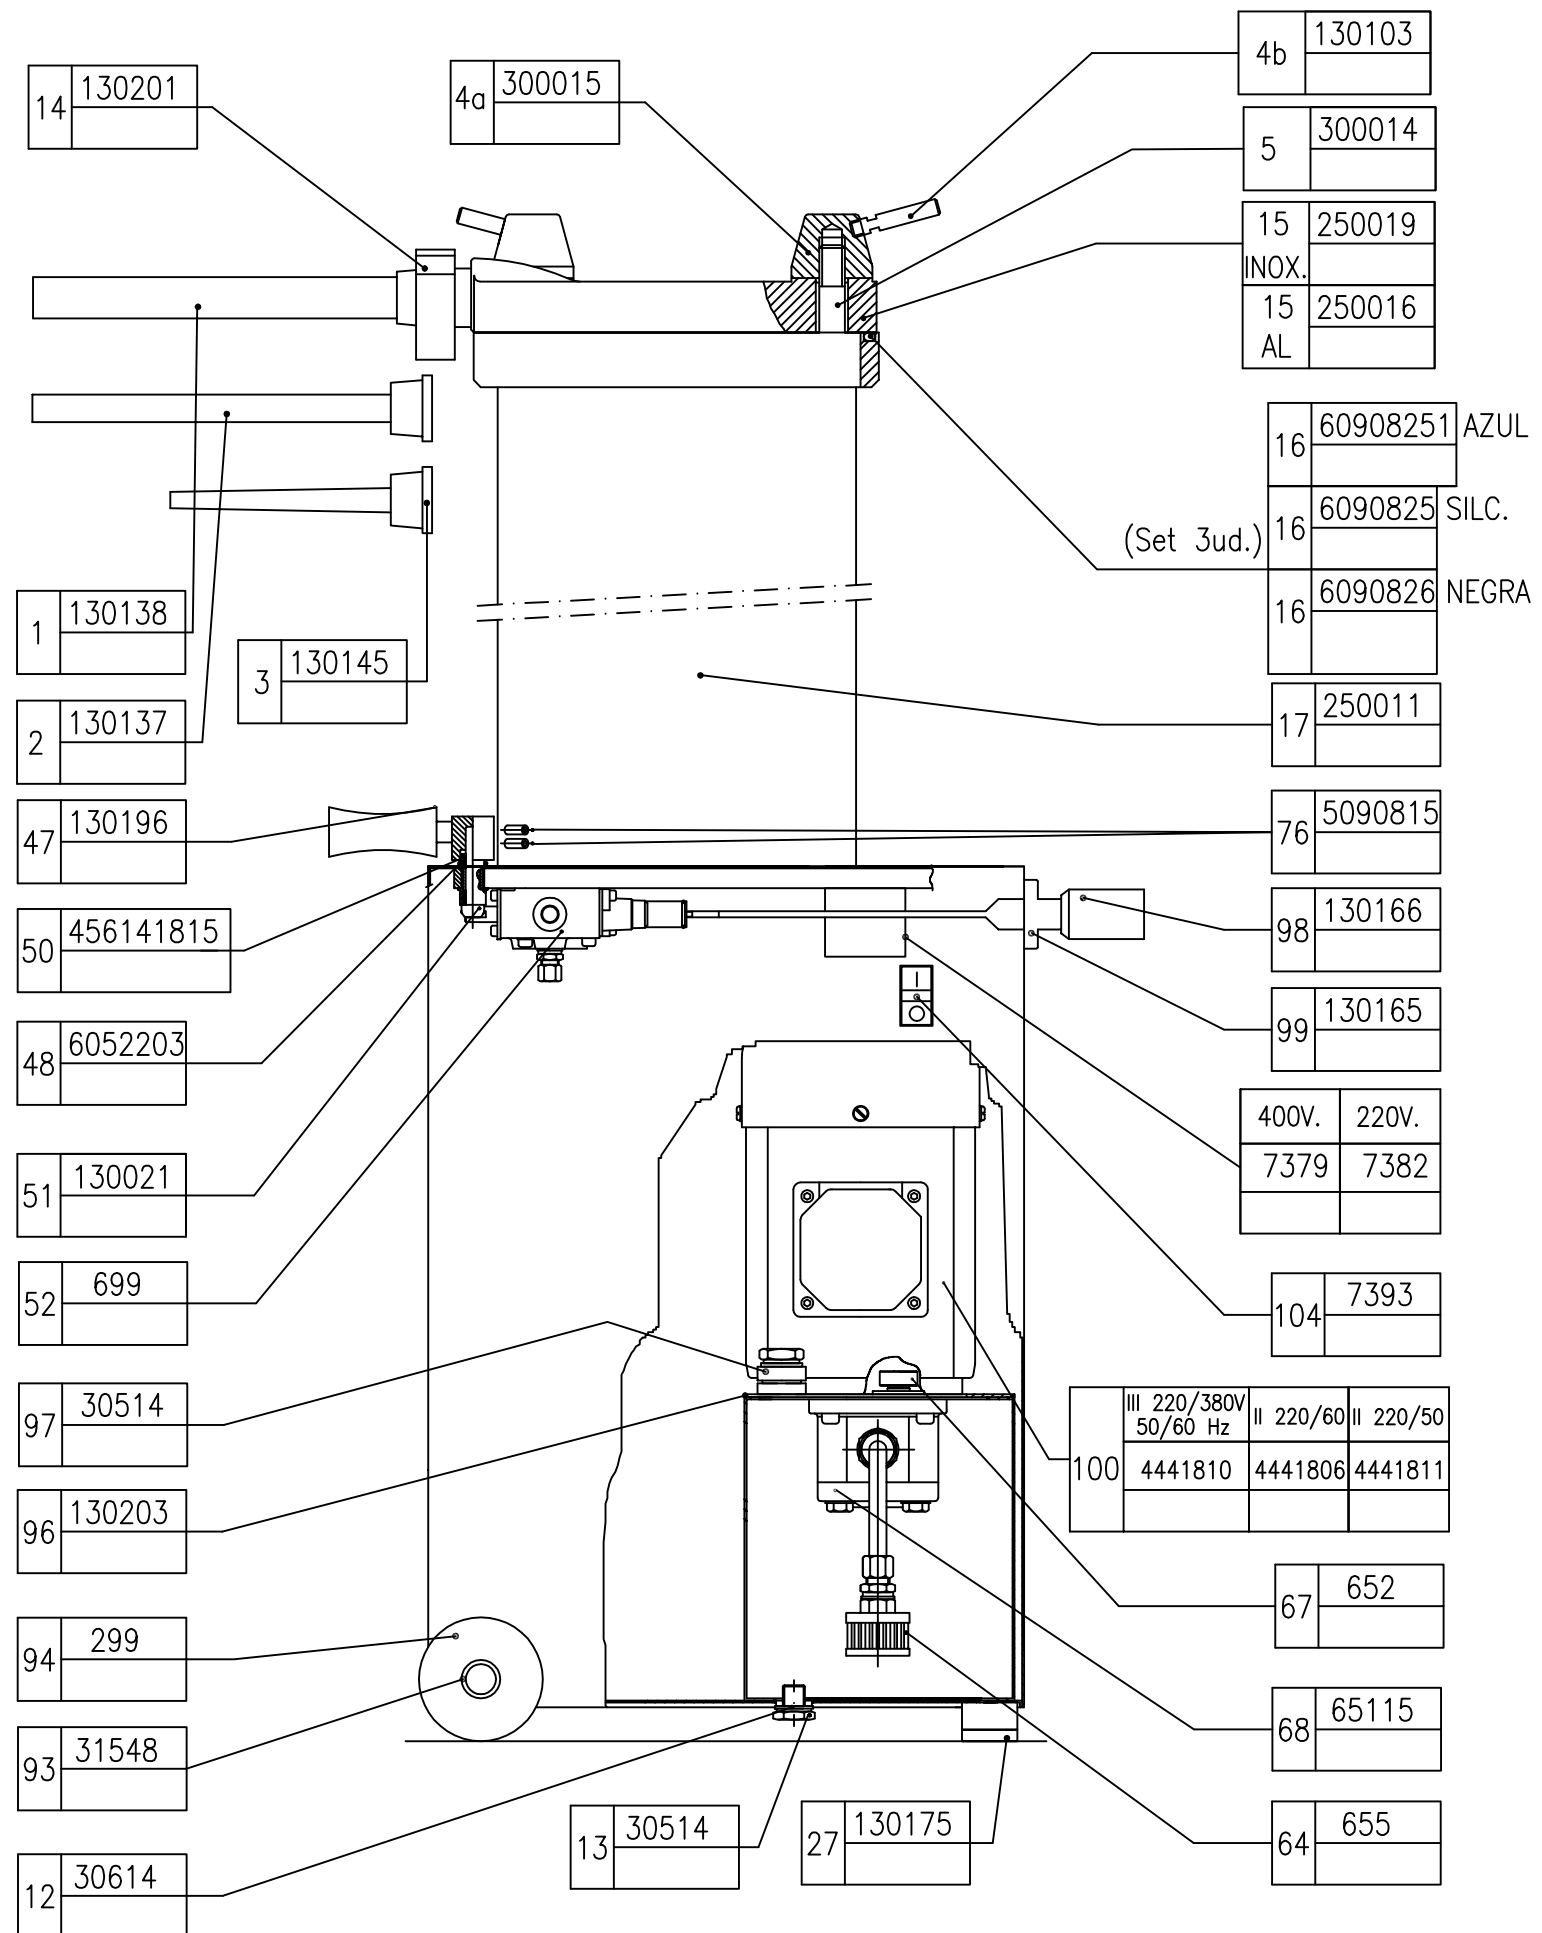 4b 130103
14 130201
4a 300015
5 300014
15 INOX. 250019
15 AL 250016
16 60908251 AZUL
16 6090825 SILC.
(Set 3ud.)
16 6090826 NEGRA
1 130138
3 130145
2 130137
17 250011
47 130196
76 5090815
50 456141815
98 130166
48 6052203
99 130165
400V. 220V.
7379 7382
51 130021
52 699
104 7393
97 30514
III 220/380V
50/60 Hz
II 220/60
II 220/50
100 4441810 4441806 4441811
96 130203
67 652
94 299
68 65115
93 31548
13 30514
27 130175
64 655
12 30614